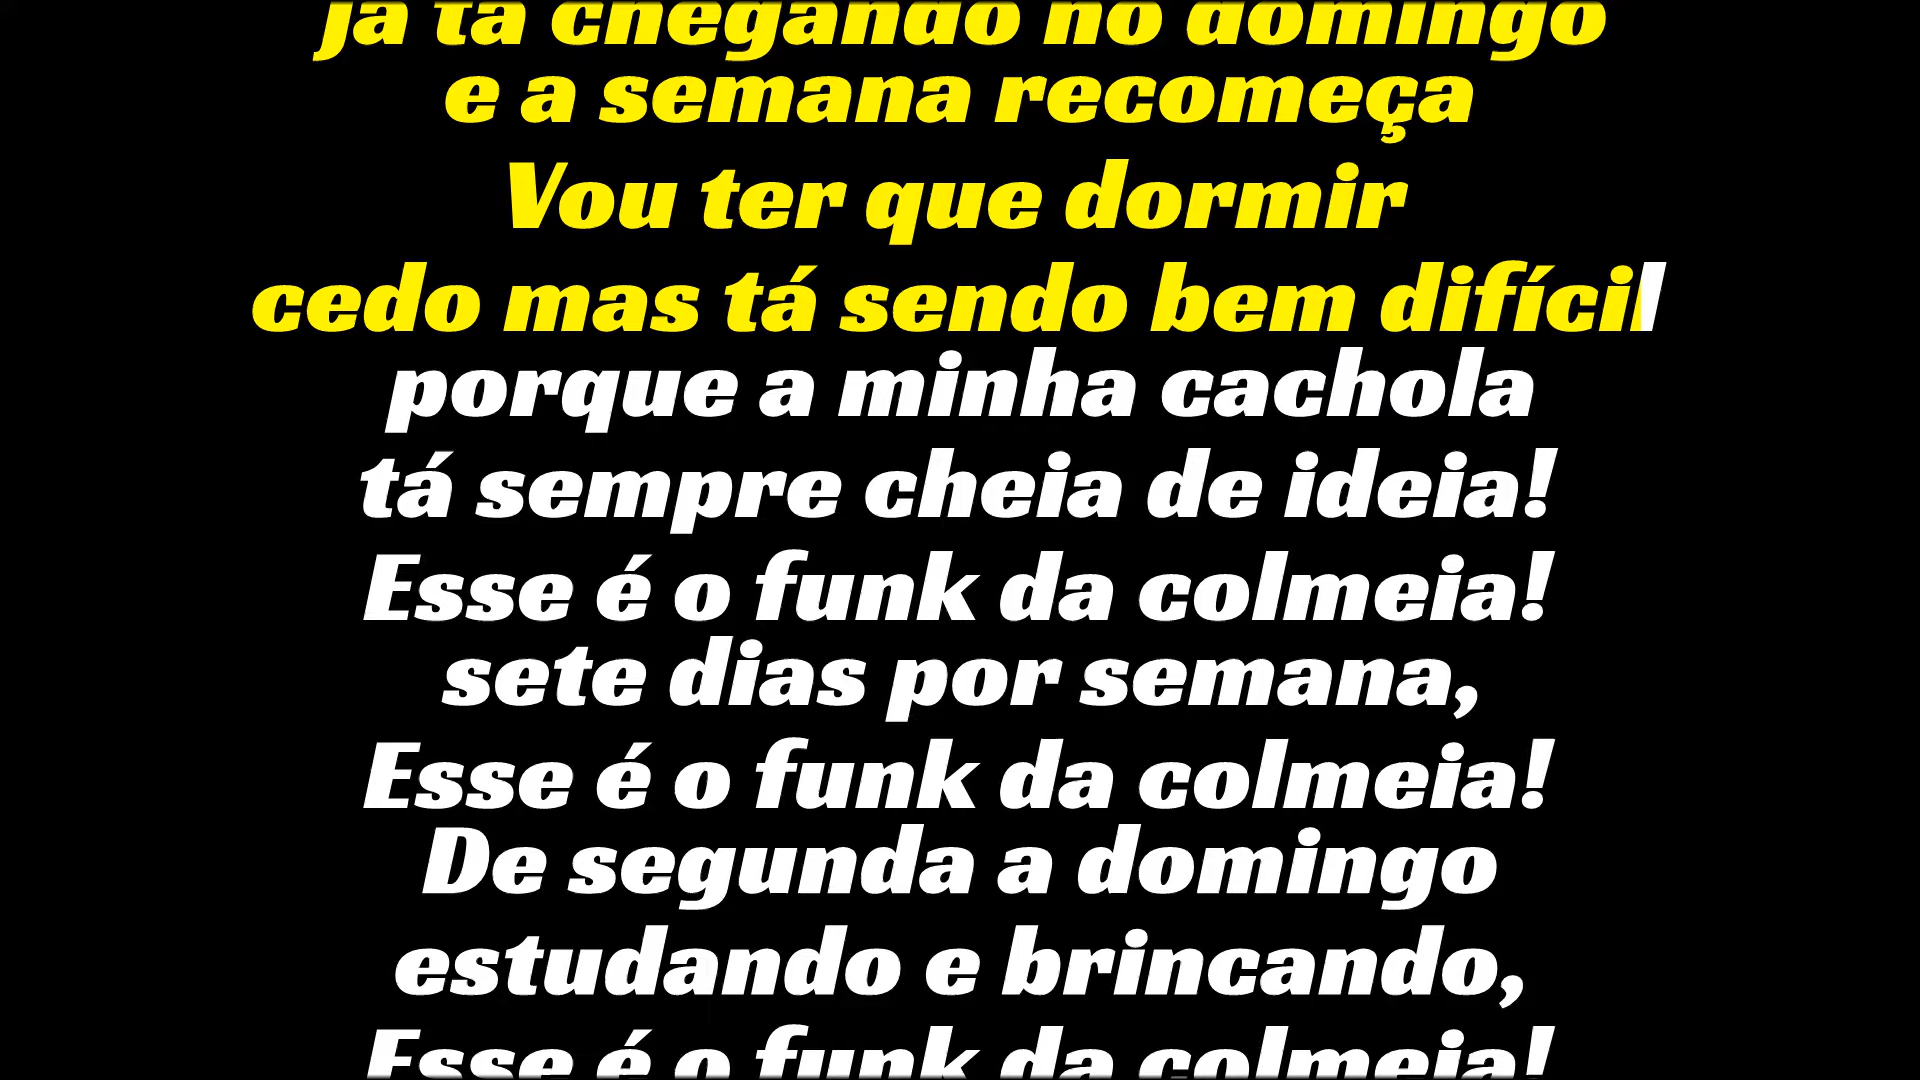 já tá chegando no domingo
e a semana recomeça
Vou ter que dormir
cedo mas tá sendo bem difícil
porque a minha cachola
tá sempre cheia de ideia!
Esse é o funk da colmeia!
sete dias por semana,
Esse é o funk da colmeia!
De segunda a domingo
estudando e brincando,
Esse é o funk da colmeia!